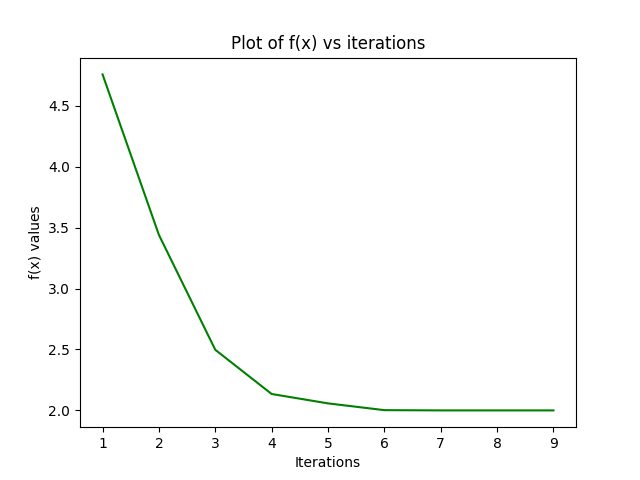 Plot of f(x) vs iterations
4.5
4.0
3.5
3.0
2.5
2.0
f(x) values
1 2 3 4 5 6 7 8 9
Iterations